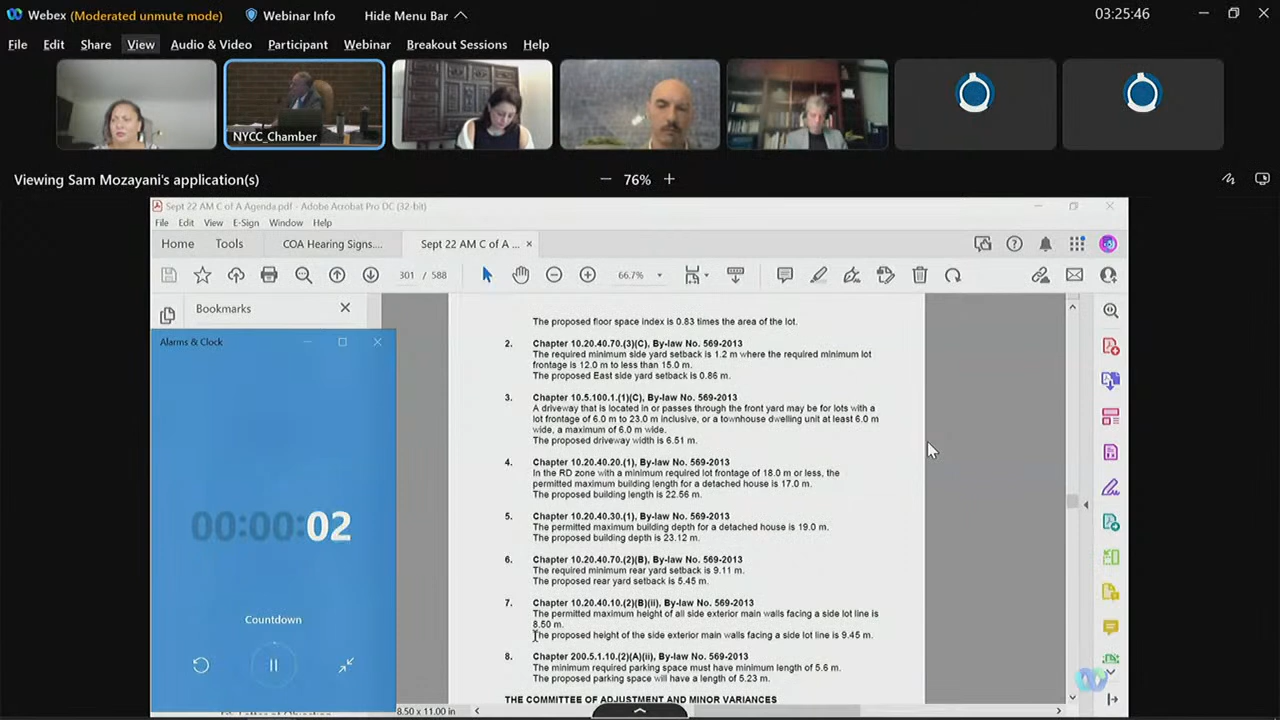 Webex (Moderated unmute mode) Webinar Info Hide Menu Bar 03:25:46
File Edit Share View Audio & Video Participant Webinar Breakout Sessions Help
NYCC_Chamber
Viewing Sam Mozayani's application(s) 76%
Sept 22 AM C of A Agenda.pdf - Adobe Acrobat Pro DC (32-bit)
File Edit View E-Sign Window Help
Home Tools COA Hearing Signs.... Sept 22 AM C of A ...
301 / 588 66.7%
Bookmarks
Alarms & Clock
00:00:02
Countdown
The proposed floor space index is 0.83 times the area of the lot.
2. Chapter 10.20.40.70.(3)(C), By-law No. 569-2013
The required minimum side yard setback is 1.2 m where the required minimum lot
frontage is 12.0 m to less than 15.0 m.
The proposed East side yard setback is 0.86 m.
3. Chapter 10.5.100.1.(1)(C), By-law No. 569-2013
A driveway that is located in or passes through the front yard may be for lots with a
lot frontage of 6.0 m to 23.0 m inclusive, or a townhouse dwelling unit at least 6.0 m
wide, a maximum of 6.0 m wide.
The proposed driveway width is 6.51 m.
4. Chapter 10.20.40.20.(1), By-law No. 569-2013
In the RD zone with a minimum required lot frontage of 18.0 m or less, the
permitted maximum building length for a detached house is 17.0 m.
The proposed building length is 22.56 m.
5. Chapter 10.20.40.30.(1), By-law No. 569-2013
The permitted maximum building depth for a detached house is 19.0 m.
The proposed building depth is 23.12 m.
6. Chapter 10.20.40.70.(2)(B), By-law No. 569-2013
The required minimum rear yard setback is 9.11 m.
The proposed rear yard setback is 5.45 m.
7. Chapter 10.20.40.10.(2)(B)(ii), By-law No. 569-2013
The permitted maximum height of all side exterior main walls facing a side lot line is
8.50 m.
The proposed height of the side exterior main walls facing a side lot line is 9.45 m.
8. Chapter 200.5.1.10.(2)(A)(ii), By-law No. 569-2013
The minimum required parking space must have minimum length of 5.6 m.
The proposed parking space will have a length of 5.23 m.
THE COMMITTEE OF ADJUSTMENT AND MINOR VARIANCES
8.50 x 11.00 in